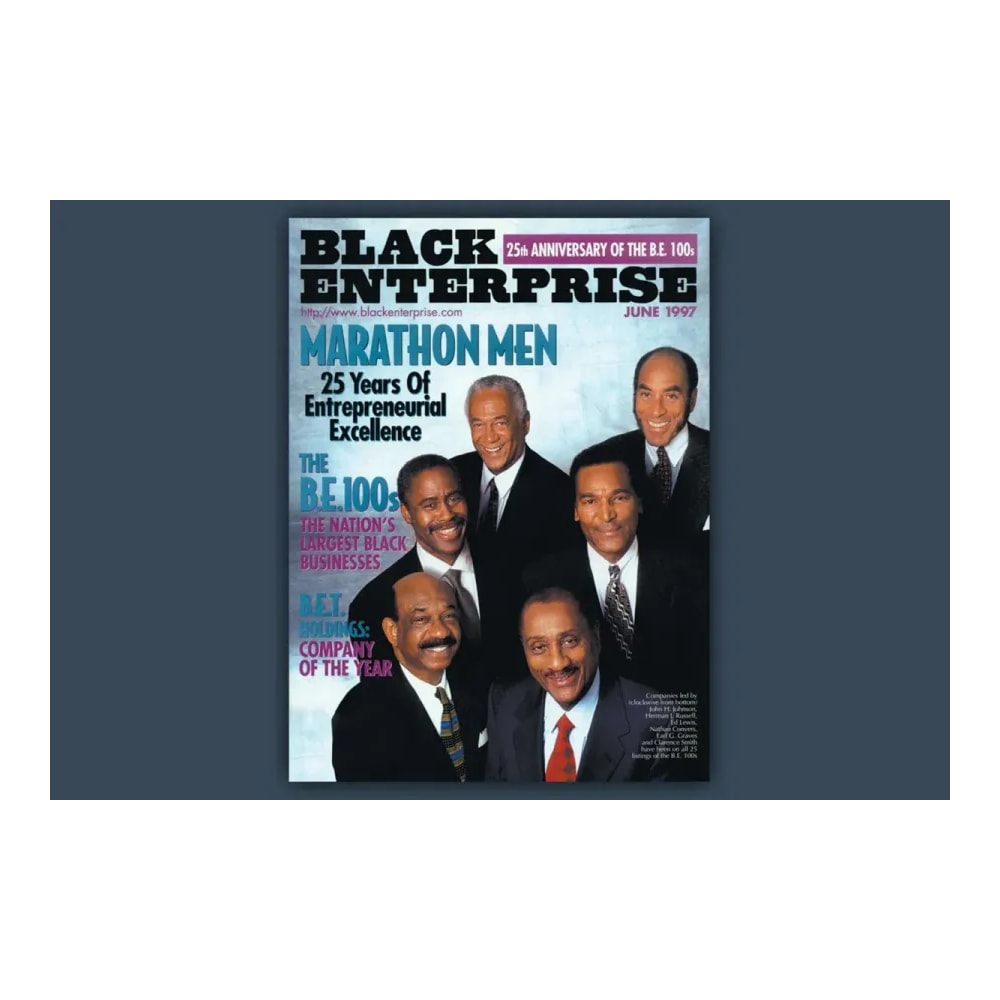 BLACK
25th ANNIVERSARY OF THE B.E. 100s
ENTERPRISE
http://www.blackenterprise.com
JUNE 1997
MARATHON MEN
25 Years Of
Entrepreneurial
Excellence
THE
B.E.100s
THE NATION'S
LARGEST BLACK
BUSINESSES
B.E.T.
HOLDINGS:
COMPANY
OF THE YEAR
Companies led by
(clockwise from bottom)
John H. Johnson,
Herman J. Russell,
Ed Lewis,
Nathan Conyers,
Earl G. Graves
and Clarence Smith
have been on all 25
listings of the B.E. 100s